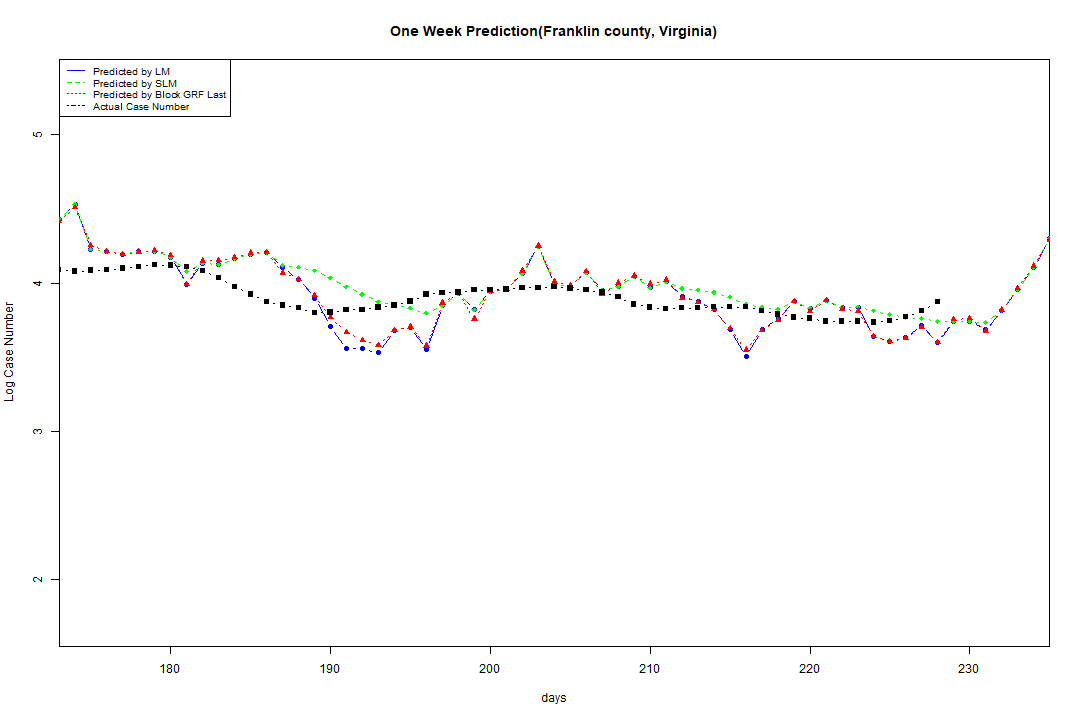 One Week Prediction(Franklin county, Virginia)
Predicted by LM
Predicted by SLM
Predicted by Block GRF Last
Actual Case Number
5
4
3
2
Log Case Number
180 190 200 210 220 230
days